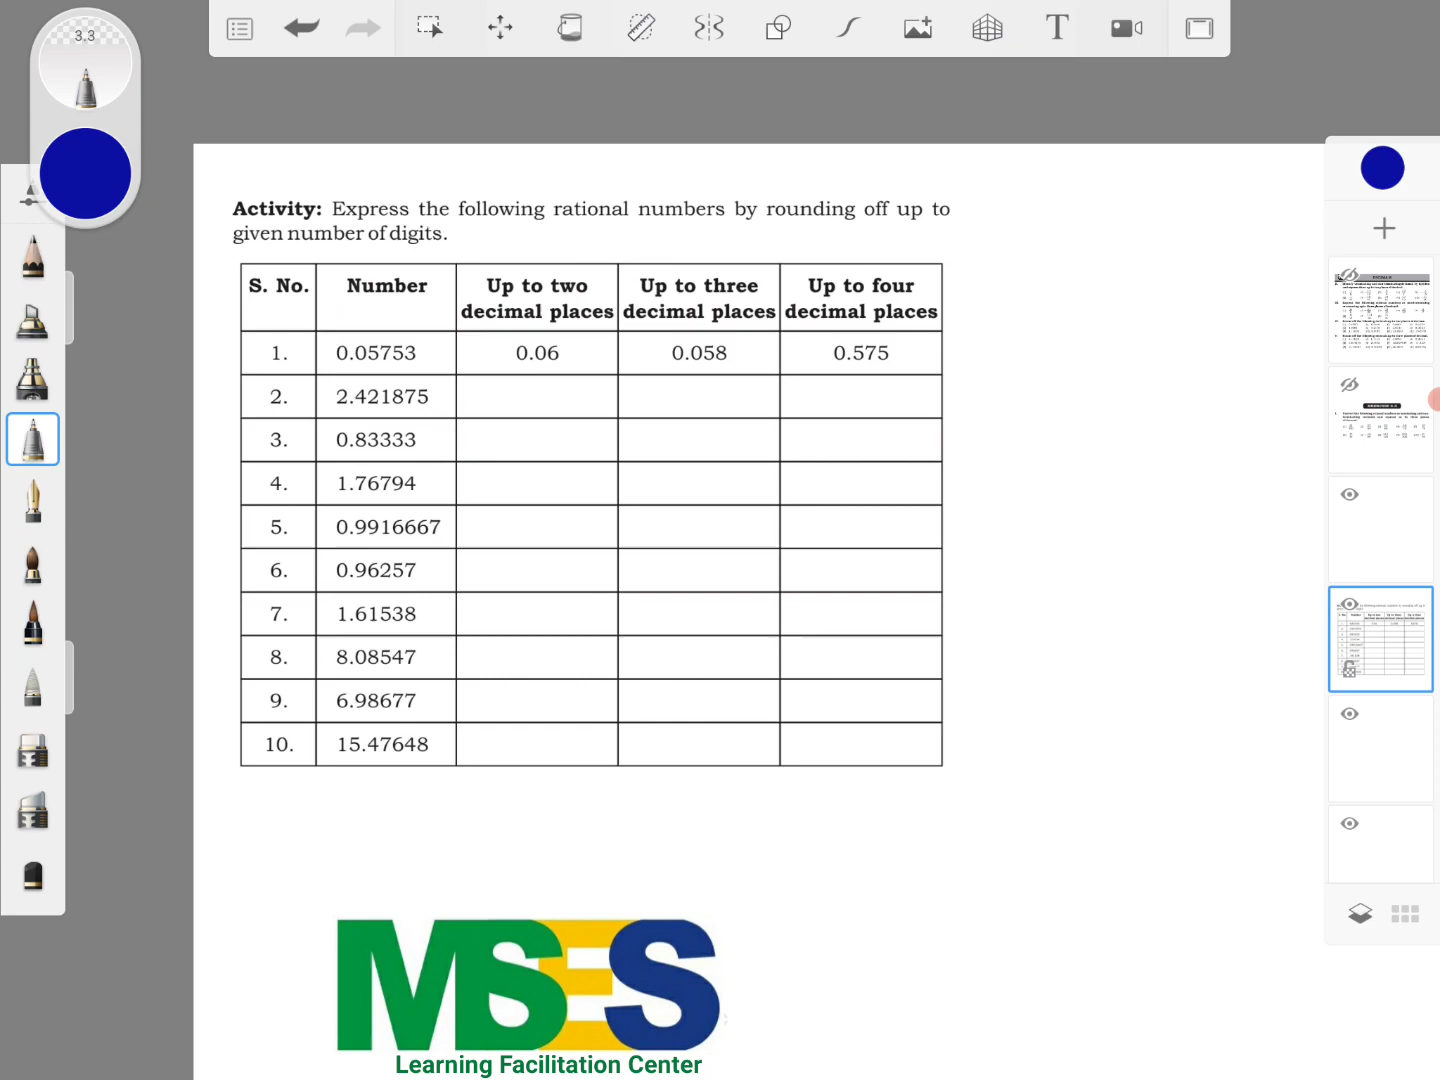 3.3
Activity: Express the following rational numbers by rounding off up to
given number of digits.
S. No. Number Up to two decimal places Up to three decimal places Up to four decimal places
1. 0.05753 0.06 0.058 0.575
2. 2.421875
3. 0.83333
4. 1.76794
5. 0.9916667
6. 0.96257
7. 1.61538
8. 8.08547
9. 6.98677
10. 15.47648
MSES
Learning Facilitation Center